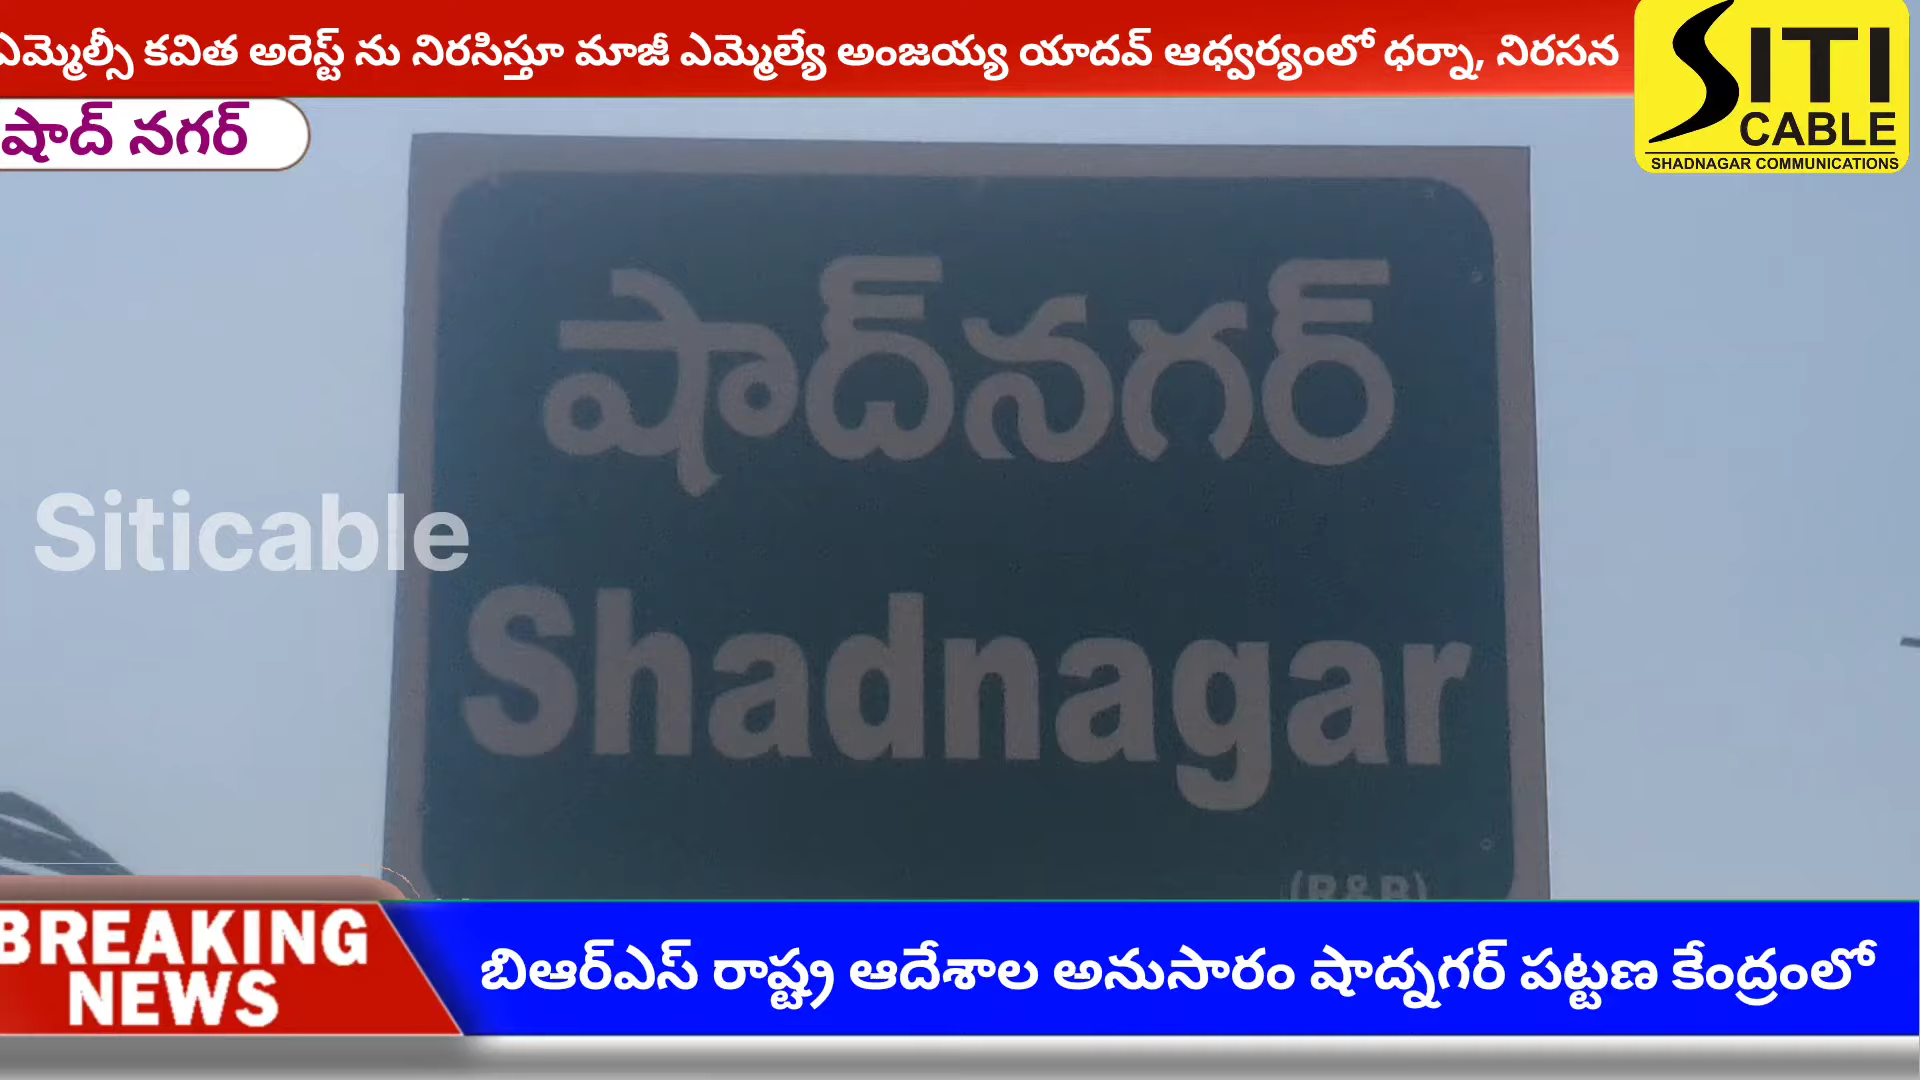 ఎమ్మెల్సీ కవిత అరెస్ట్ ను నిరసిస్తూ మాజీ ఎమ్మెల్యే అంజయ్య యాదవ్ ఆధ్వర్యంలో ధర్నా, నిరసన
SITI
CABLE
SHADNAGAR COMMUNICATIONS
షాద్ నగర్
షాద్‌నగర్
Siticable
Shadnagar
(R&B)
BREAKING
NEWS
బిఆర్ఎస్ రాష్ట్ర ఆదేశాల అనుసారం షాద్నగర్ పట్టణ కేంద్రంలో